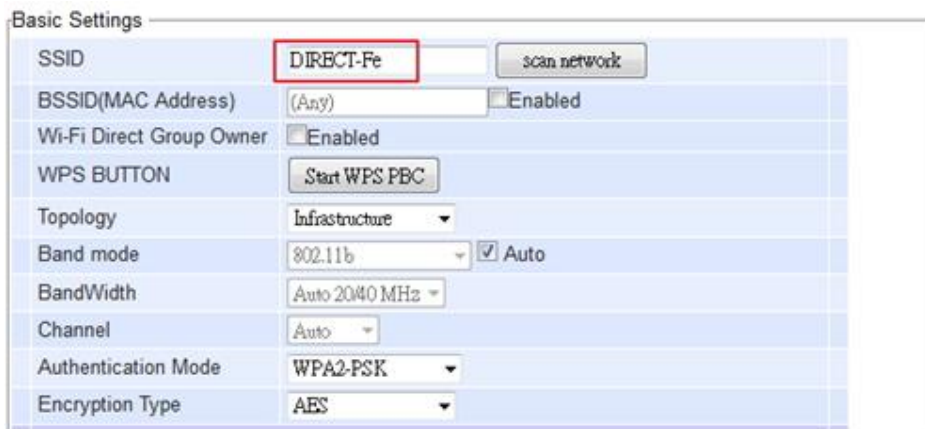 Basic Settings
SSID DIRECT-Fe scan network
BSSID(MAC Address) (Any) Enabled
Wi-Fi Direct Group Owner Enabled
WPS BUTTON Start WPS PBC
Topology Infrastructure
Band mode 802.11b Auto
BandWidth Auto 20/40 MHz
Channel Auto
Authentication Mode WPA2-PSK
Encryption Type AES